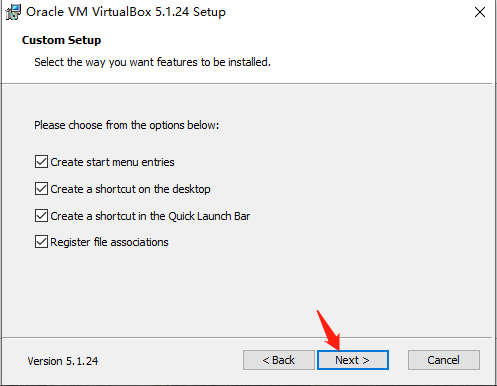 Oracle VM VirtualBox 5.1.24 Setup
Custom Setup
Select the way you want features to be installed.
Please choose from the options below:
Create start menu entries
Create a shortcut on the desktop
Create a shortcut in the Quick Launch Bar
Register file associations
Version 5.1.24
< Back
Next >
Cancel